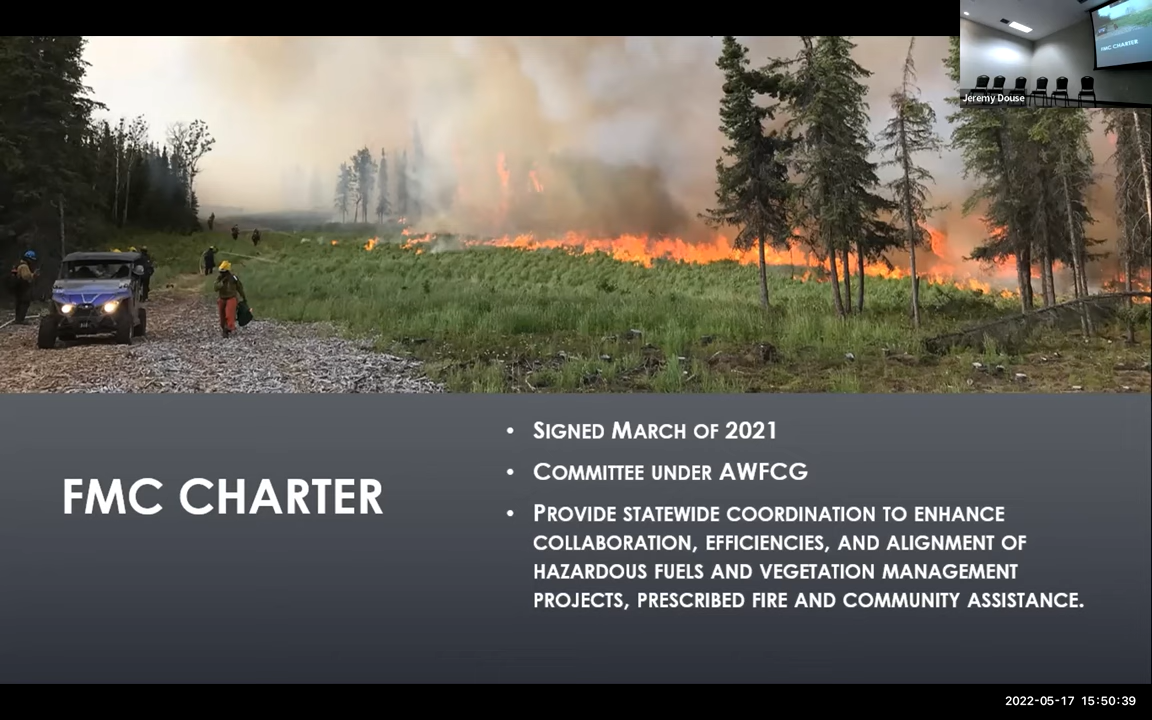 FMC CHARTER
Jeremy Douse
FMC CHARTER
• Signed March of 2021
• Committee under AWFCG
• Provide statewide coordination to enhance
collaboration, efficiencies, and alignment of
hazardous fuels and vegetation management
projects, prescribed fire and community assistance.
2022-05-17 15:50:39